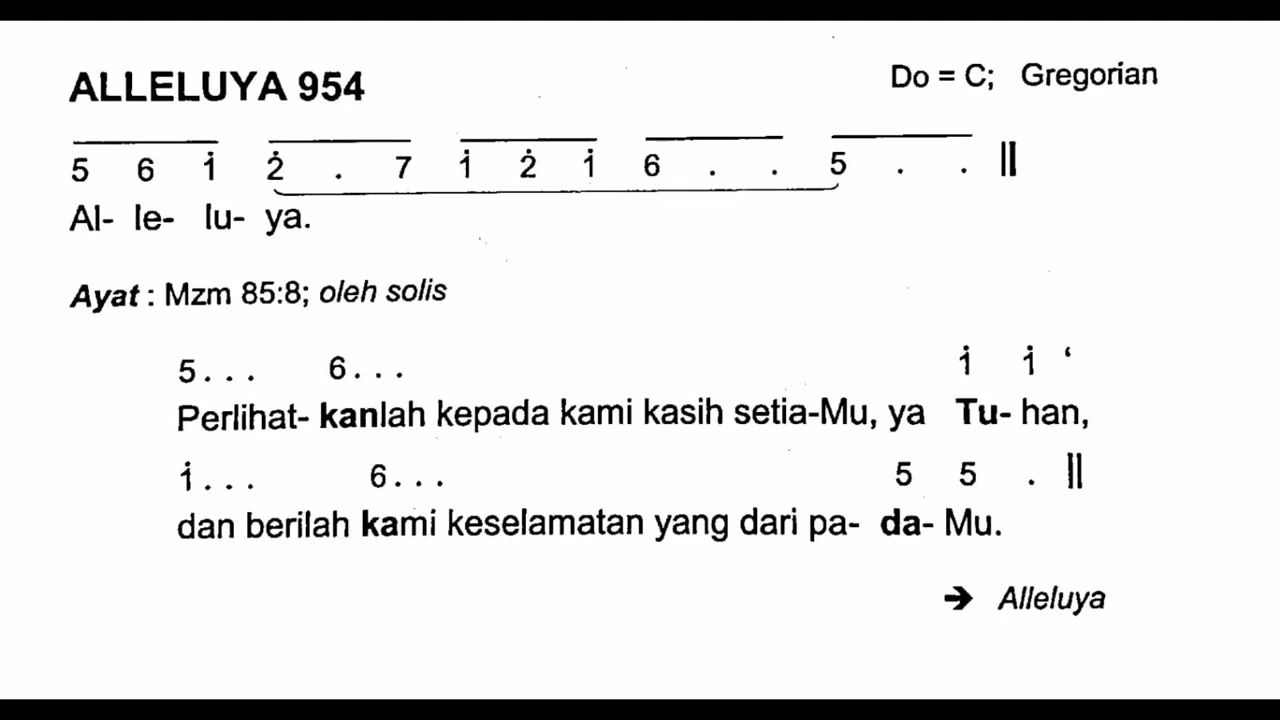 ALLELUYA 954 Do = C; Gregorian
5 6 1̇ 2̇ . 7 1̇ 2̇ 1̇ 6 . . 5 . . ||
Al- le- lu- ya.
Ayat : Mzm 85:8; oleh solis
5 . . . 6 . . . 1̇ 1̇ ‘
Perlihat- kanlah kepada kami kasih setia-Mu, ya Tu- han,
1̇ . . . 6 . . . 5 5 . ||
dan berilah kami keselamatan yang dari pa- da- Mu.
➔ Alleluya